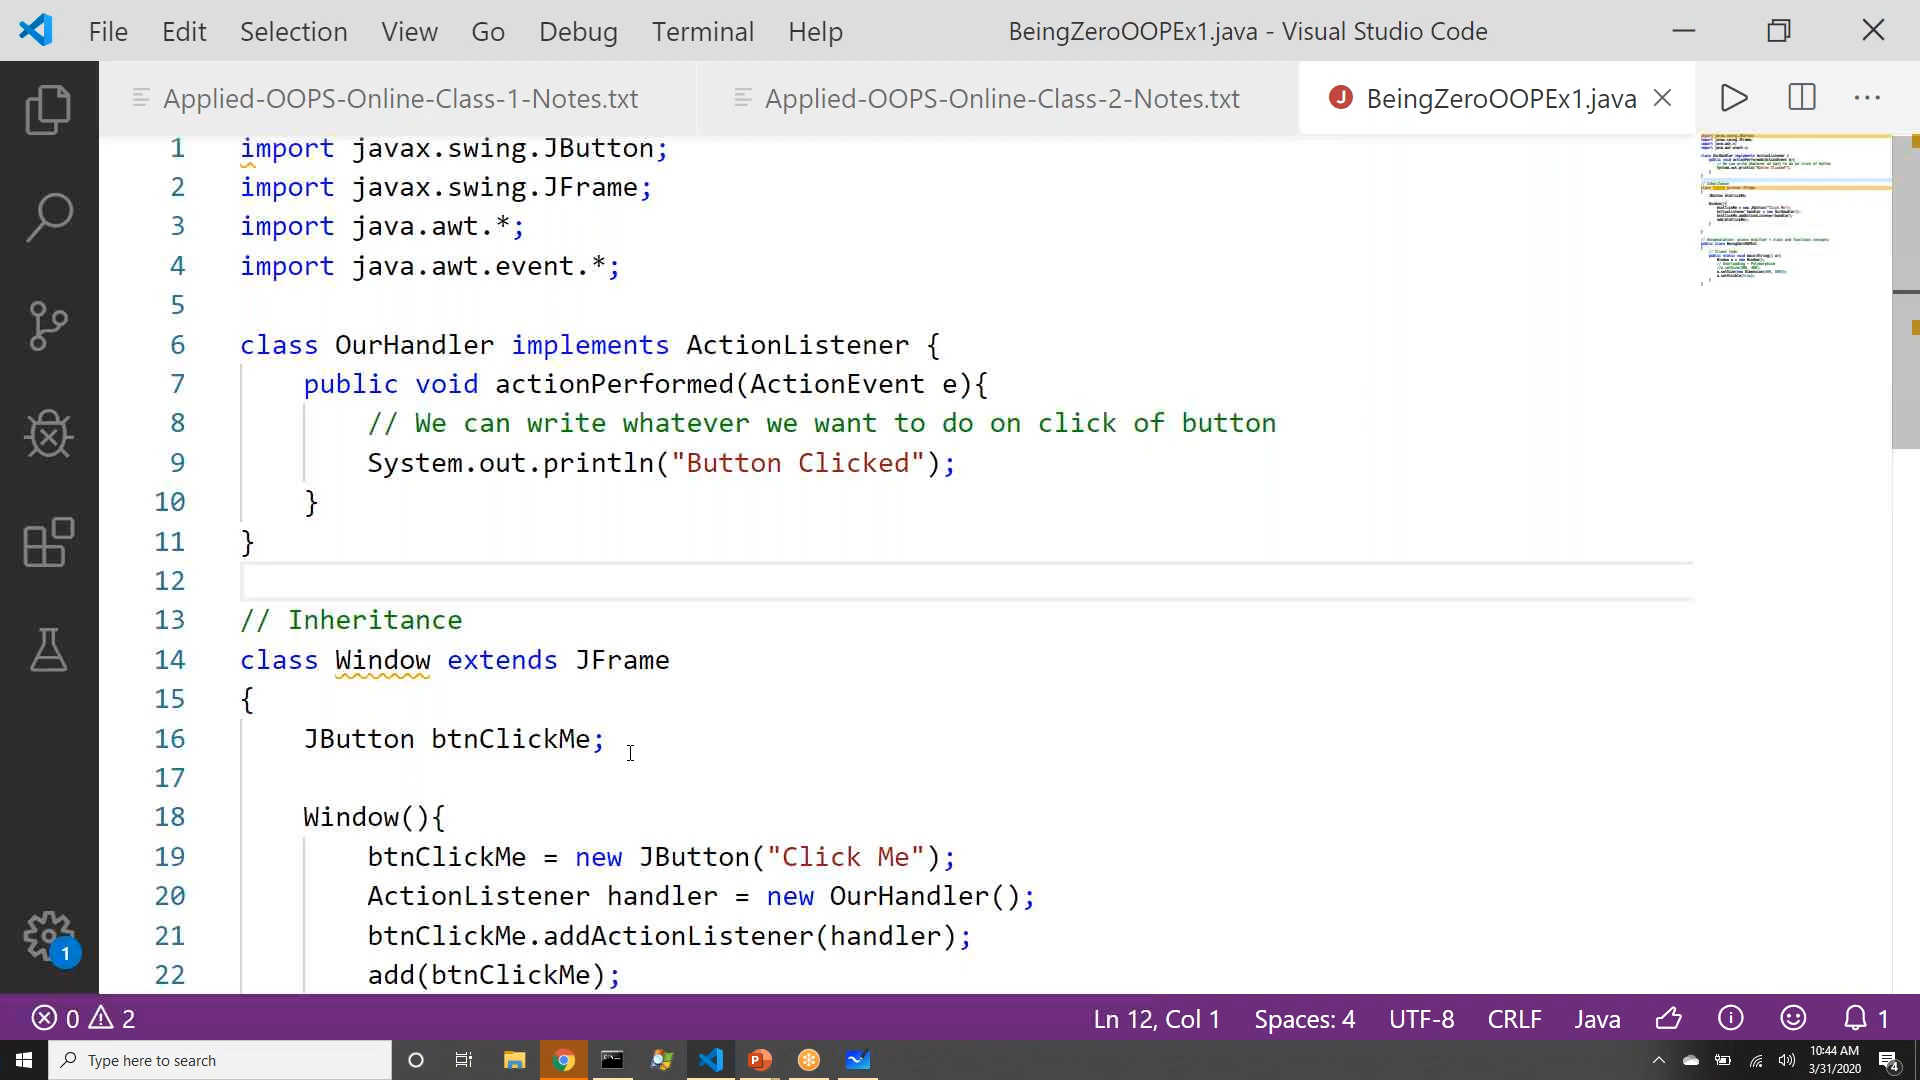 File Edit Selection View Go Debug Terminal Help BeingZeroOOPEx1.java - Visual Studio Code
Applied-OOPS-Online-Class-1-Notes.txt Applied-OOPS-Online-Class-2-Notes.txt J BeingZeroOOPEx1.java
1 import javax.swing.JButton;
2 import javax.swing.JFrame;
3 import java.awt.*;
4 import java.awt.event.*;
5
6 class OurHandler implements ActionListener {
7 public void actionPerformed(ActionEvent e){
8 // We can write whatever we want to do on click of button
9 System.out.println("Button Clicked");
10 }
11 }
12
13 // Inheritance
14 class Window extends JFrame
15 {
16 JButton btnClickMe;
17
18 Window(){
19 btnClickMe = new JButton("Click Me");
20 ActionListener handler = new OurHandler();
21 btnClickMe.addActionListener(handler);
22 add(btnClickMe);
1
0 2 Ln 12, Col 1 Spaces: 4 UTF-8 CRLF Java 1
Type here to search 10:44 AM
3/31/2020 4